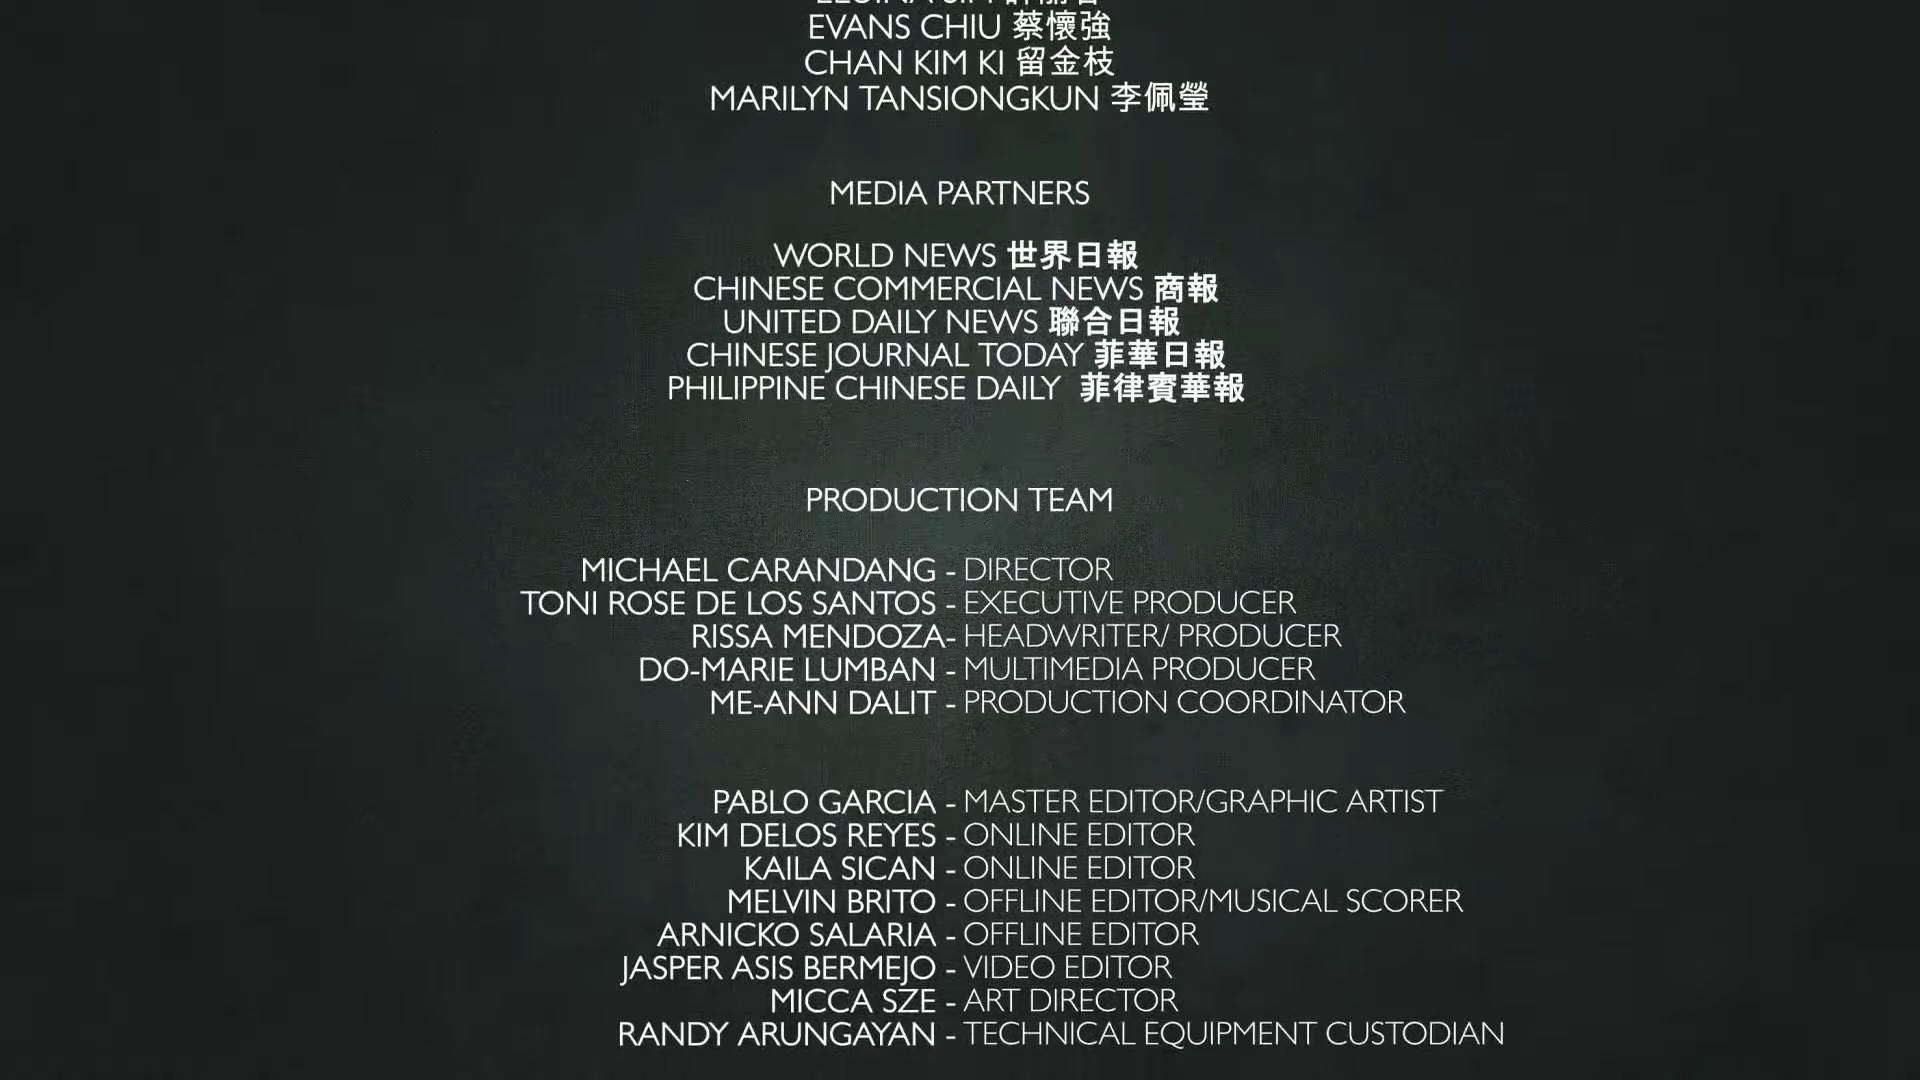 EVANS CHIU 蔡懷強
CHAN KIM KI 留金枝
MARILYN TANSIONGKUN 李佩瑩
MEDIA PARTNERS
WORLD NEWS 世界日報
CHINESE COMMERCIAL NEWS 商報
UNITED DAILY NEWS 聯合日報
CHINESE JOURNAL TODAY 菲華日報
PHILIPPINE CHINESE DAILY 菲律賓華報
PRODUCTION TEAM
MICHAEL CARANDANG - DIRECTOR
TONI ROSE DE LOS SANTOS - EXECUTIVE PRODUCER
RISSA MENDOZA- HEADWRITER/ PRODUCER
DO-MARIE LUMBAN - MULTIMEDIA PRODUCER
ME-ANN DALIT - PRODUCTION COORDINATOR
PABLO GARCIA - MASTER EDITOR/GRAPHIC ARTIST
KIM DELOS REYES - ONLINE EDITOR
KAILA SICAN - ONLINE EDITOR
MELVIN BRITO - OFFLINE EDITOR/MUSICAL SCORER
ARNICKO SALARIA - OFFLINE EDITOR
JASPER ASIS BERMEJO - VIDEO EDITOR
MICCA SZE - ART DIRECTOR
RANDY ARUNGAYAN - TECHNICAL EQUIPMENT CUSTODIAN